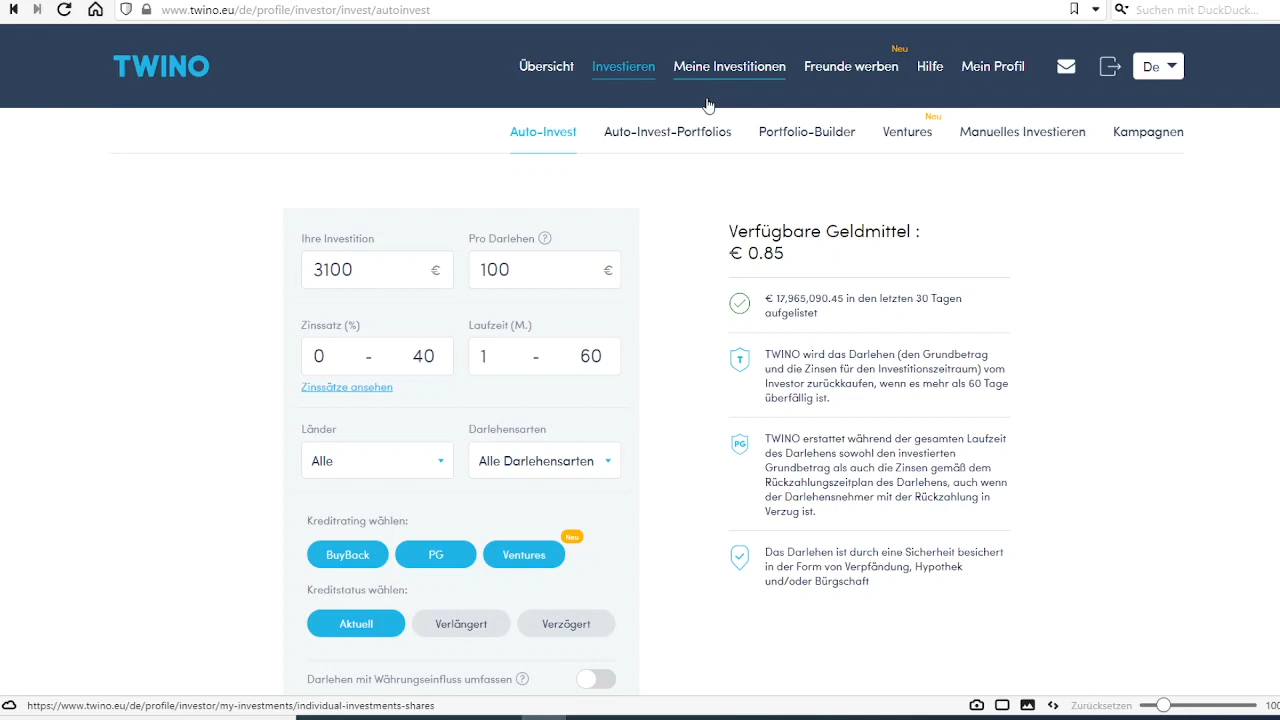 www.twino.eu/de/profile/investor/invest/autoinvest
Suchen mit DuckDuck...
TWINO
Übersicht
Investieren
Meine Investitionen
Freunde werben
Neu
Hilfe
Mein Profil
De
Auto-Invest
Auto-Invest-Portfolios
Portfolio-Builder
Ventures
Neu
Manuelles Investieren
Kampagnen
Ihre Investition
Pro Darlehen ?
3100 €
100 €
Zinssatz (%)
Laufzeit (M.)
0 - 40
1 - 60
Zinssätze ansehen
Länder
Darlehensarten
Alle
Alle Darlehensarten
Kreditrating wählen:
Neu
BuyBack
PG
Ventures
Kreditstatus wählen:
Aktuell
Verlängert
Verzögert
Darlehen mit Währungseinfluss umfassen ?
Verfügbare Geldmittel :
€ 0.85
€ 17,965,090.45 in den letzten 30 Tagen
aufgelistet
T
TWINO wird das Darlehen (den Grundbetrag
und die Zinsen für den Investitionszeitraum) vom
Investor zurückkaufen, wenn es mehr als 60 Tage
überfällig ist.
PG
TWINO erstattet während der gesamten Laufzeit
des Darlehens sowohl den investierten
Grundbetrag als auch die Zinsen gemäß dem
Rückzahlungszeitplan des Darlehens, auch wenn
der Darlehensnehmer mit der Rückzahlung in
Verzug ist.
Das Darlehen ist durch eine Sicherheit besichert
in der Form von Verpfändung, Hypothek
und/oder Bürgschaft
https://www.twino.eu/de/profile/investor/my-investments/individual-investments-shares
Zurücksetzen
100